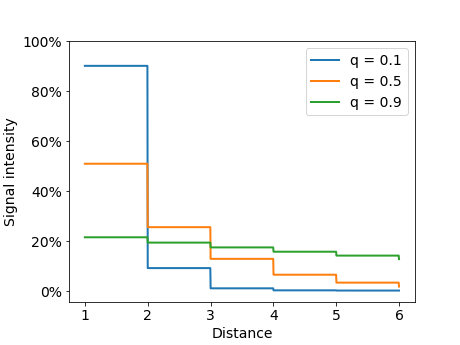 100%
80%
60%
40%
20%
0%
Signal intensity
q = 0.1
q = 0.5
q = 0.9
1 2 3 4 5 6
Distance